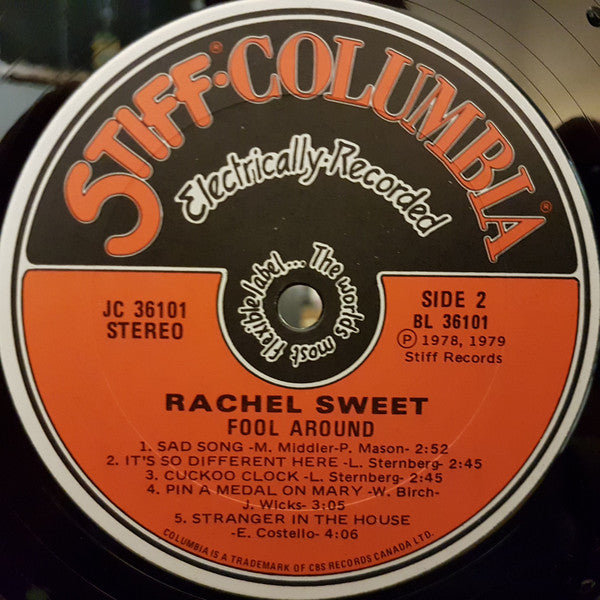 STIFF®·COLUMBIA®
Electrically-Recorded
The worlds most flexible label...
JC 36101
STEREO
SIDE 2
BL 36101
Ⓟ 1978, 1979
Stiff Records
RACHEL SWEET
FOOL AROUND
1. SAD SONG -M. Middler-P. Mason- 2:52
2. IT'S SO DIFFERENT HERE -L. Sternberg- 2:45
3. CUCKOO CLOCK -L. Sternberg- 2:45
4. PIN A MEDAL ON MARY -W. Birch-
J. Wicks- 3:05
5. STRANGER IN THE HOUSE
-E. Costello- 4:06
COLUMBIA IS A TRADEMARK OF CBS RECORDS CANADA LTD.